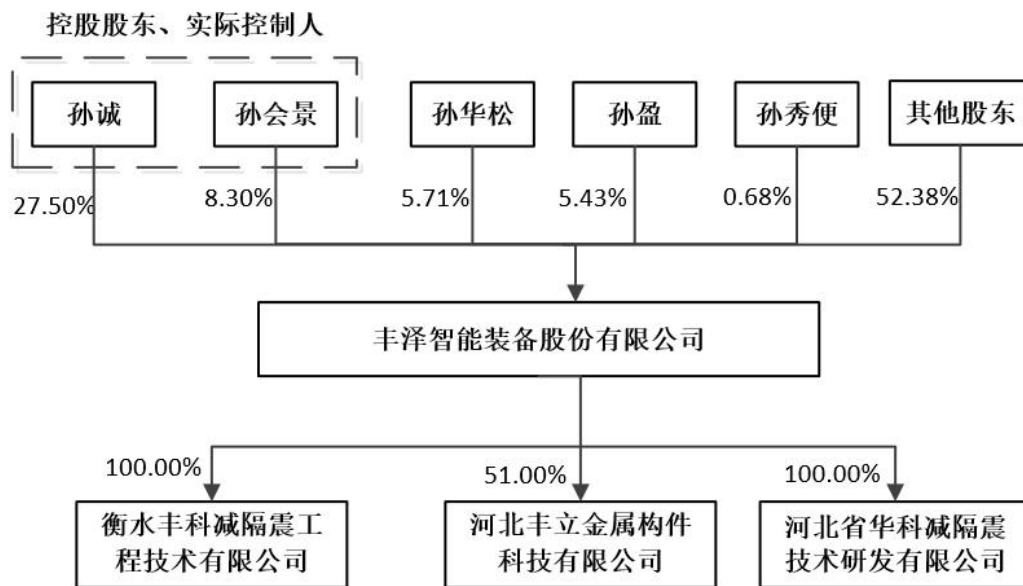 控股股东、实际控制人
孙诚
孙会景
孙华松
孙盈
孙秀便
其他股东
27.50%
8.30%
5.71%
5.43%
0.68%
52.38%
丰泽智能装备股份有限公司
100.00%
51.00%
100.00%
衡水丰科减隔震工
程技术有限公司
河北丰立金属构件
科技有限公司
河北省华科减隔震
技术研发有限公司